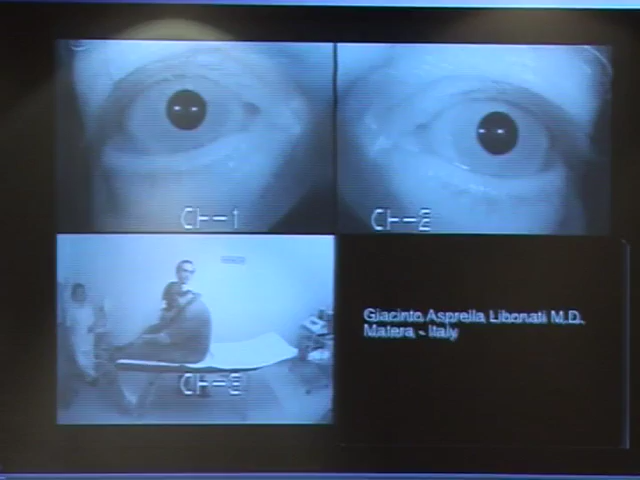 CH-1
CH-2
CH-3
Giacinto Asprella Libonati M.D.
Matera - Italy